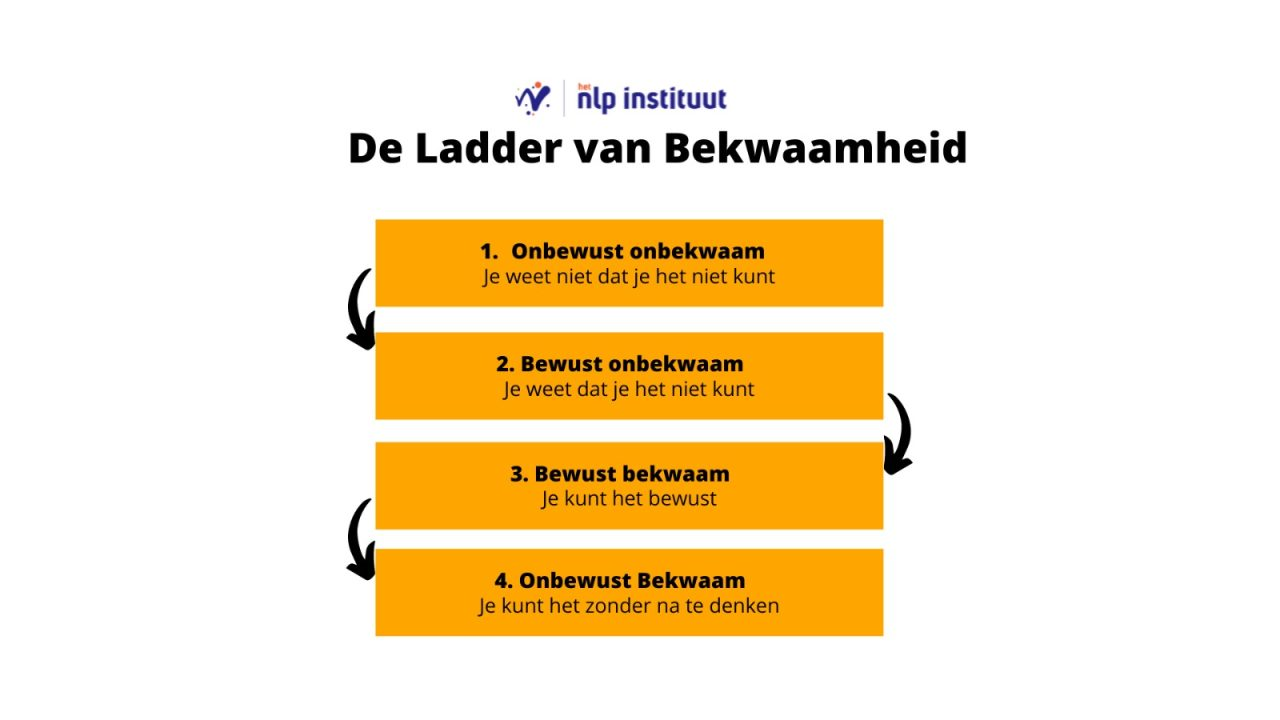 het
nlp instituut
De Ladder van Bekwaamheid
1. Onbewust onbekwaam
Je weet niet dat je het niet kunt
2. Bewust onbekwaam
Je weet dat je het niet kunt
3. Bewust bekwaam
Je kunt het bewust
4. Onbewust Bekwaam
Je kunt het zonder na te denken